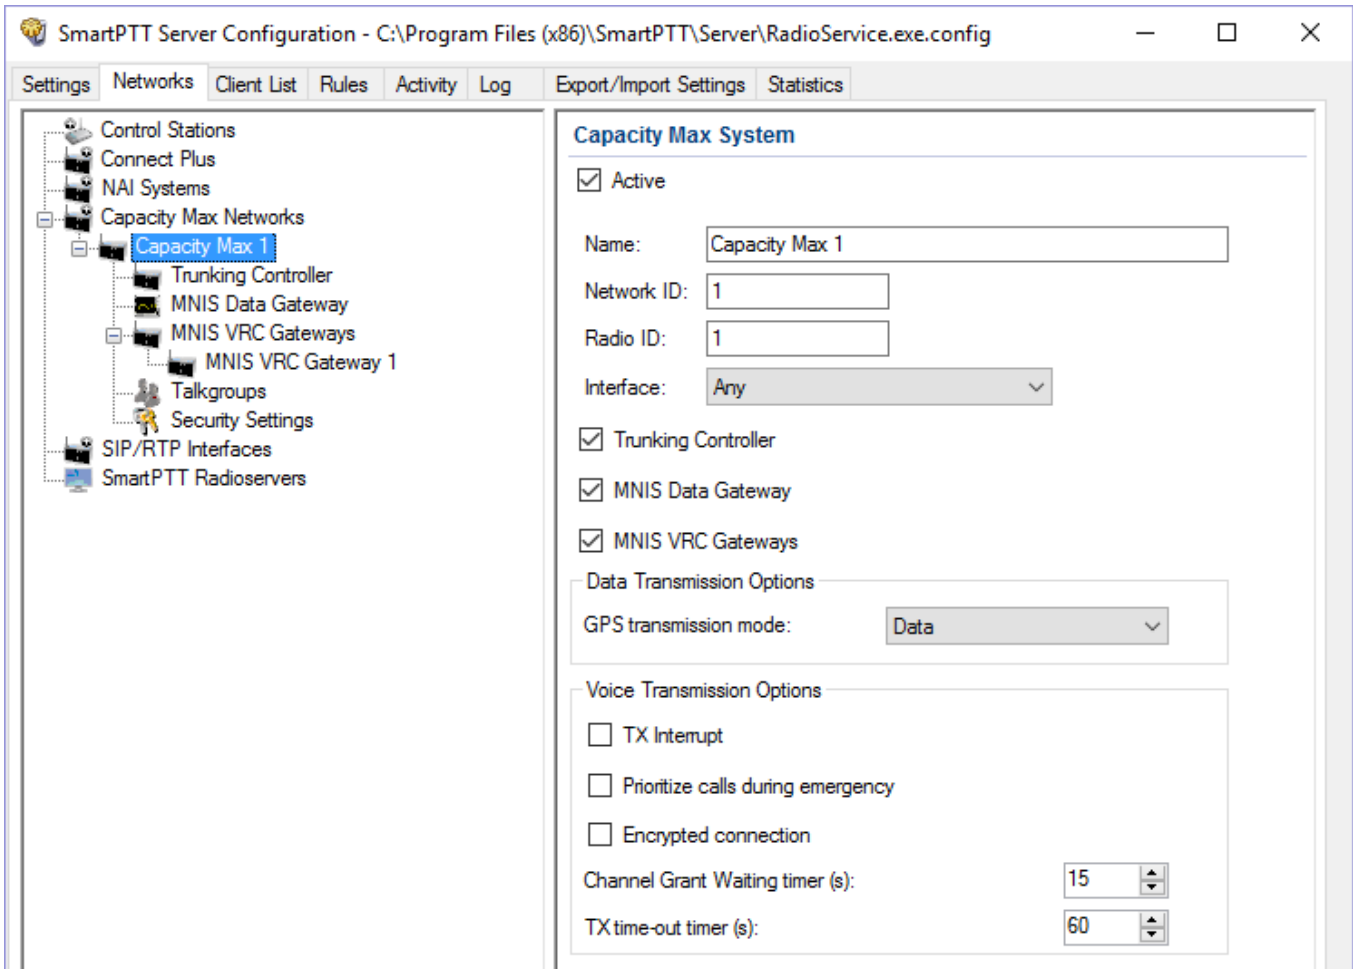 SmartPTT Server Configuration - C:\Program Files (x86)\SmartPTT\Server\RadioService.exe.config
Settings Networks Client List Rules Activity Log Export/Import Settings Statistics
Control Stations
Connect Plus
NAI Systems
Capacity Max Networks
Capacity Max 1
Trunking Controller
MNIS Data Gateway
MNIS VRC Gateways
MNIS VRC Gateway 1
Talkgroups
Security Settings
SIP/RTP Interfaces
SmartPTT Radioservers
Capacity Max System
Active
Name: Capacity Max 1
Network ID: 1
Radio ID: 1
Interface: Any
Trunking Controller
MNIS Data Gateway
MNIS VRC Gateways
Data Transmission Options
GPS transmission mode: Data
Voice Transmission Options
TX Interrupt
Prioritize calls during emergency
Encrypted connection
Channel Grant Waiting timer (s): 15
TX time-out timer (s): 60